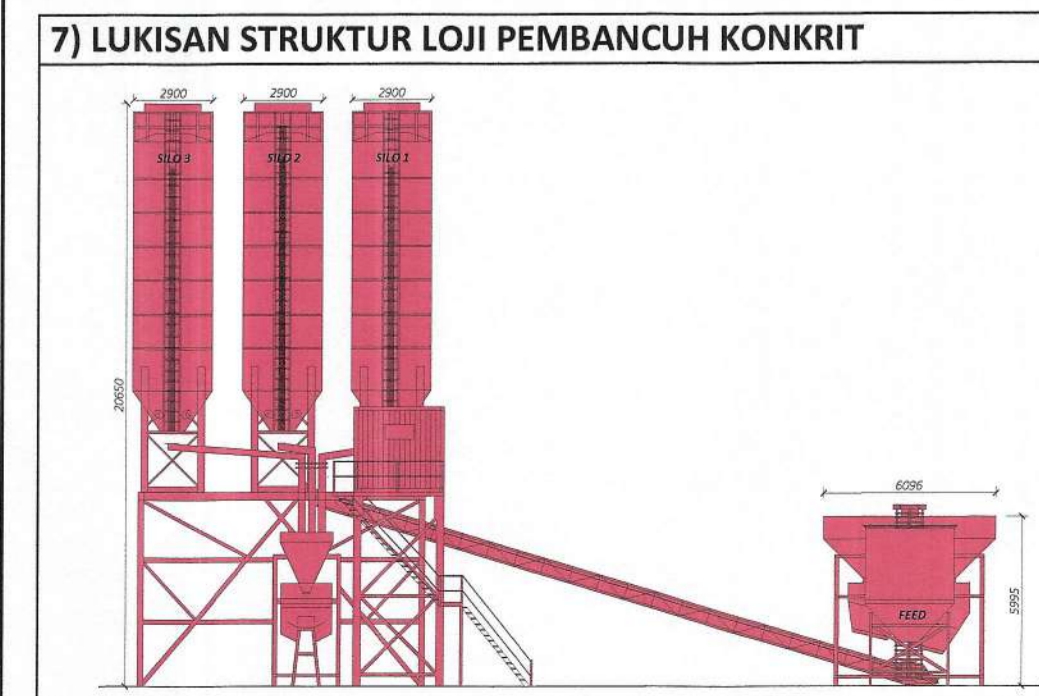 7) LUKISAN STRUKTUR LOJI PEMBANCUH KONKRIT
2900
2900
2900
SILO 3
SILO 2
SILO 1
20650
6096
5995
FEED